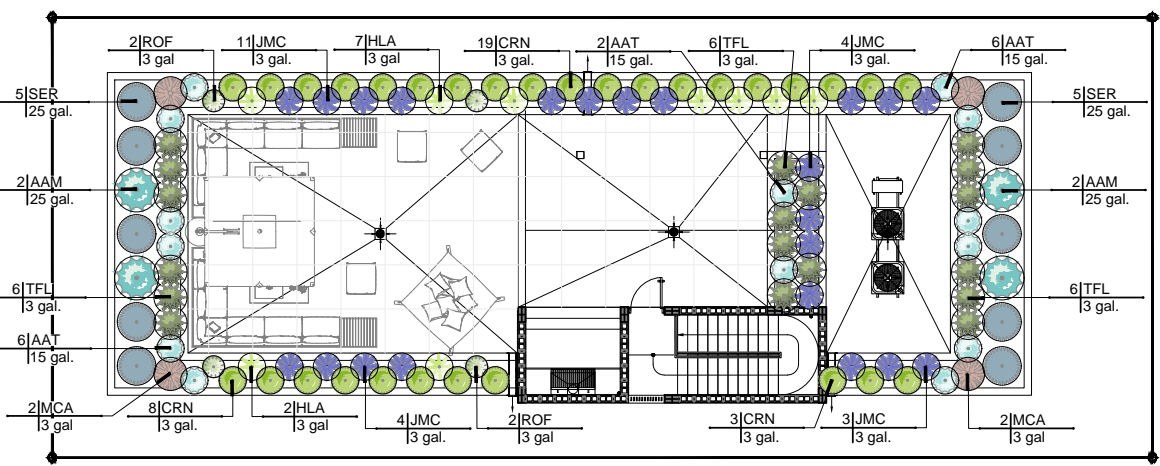 2|ROF
3 gal
11|JMC
3 gal.
7|HLA
3 gal
19|CRN
3 gal.
2|AAT
15 gal.
6|TFL
3 gal.
4|JMC
3 gal.
6|AAT
15 gal.
5|SER
25 gal.
5|SER
25 gal.
2|AAM
25 gal.
2|AAM
25 gal.
6|TFL
3 gal.
6|TFL
3 gal.
6|AAT
15 gal.
2|MCA
3 gal
8|CRN
3 gal.
2|HLA
3 gal
4|JMC
3 gal.
2|ROF
3 gal
3|CRN
3 gal.
3|JMC
3 gal.
2|MCA
3 gal